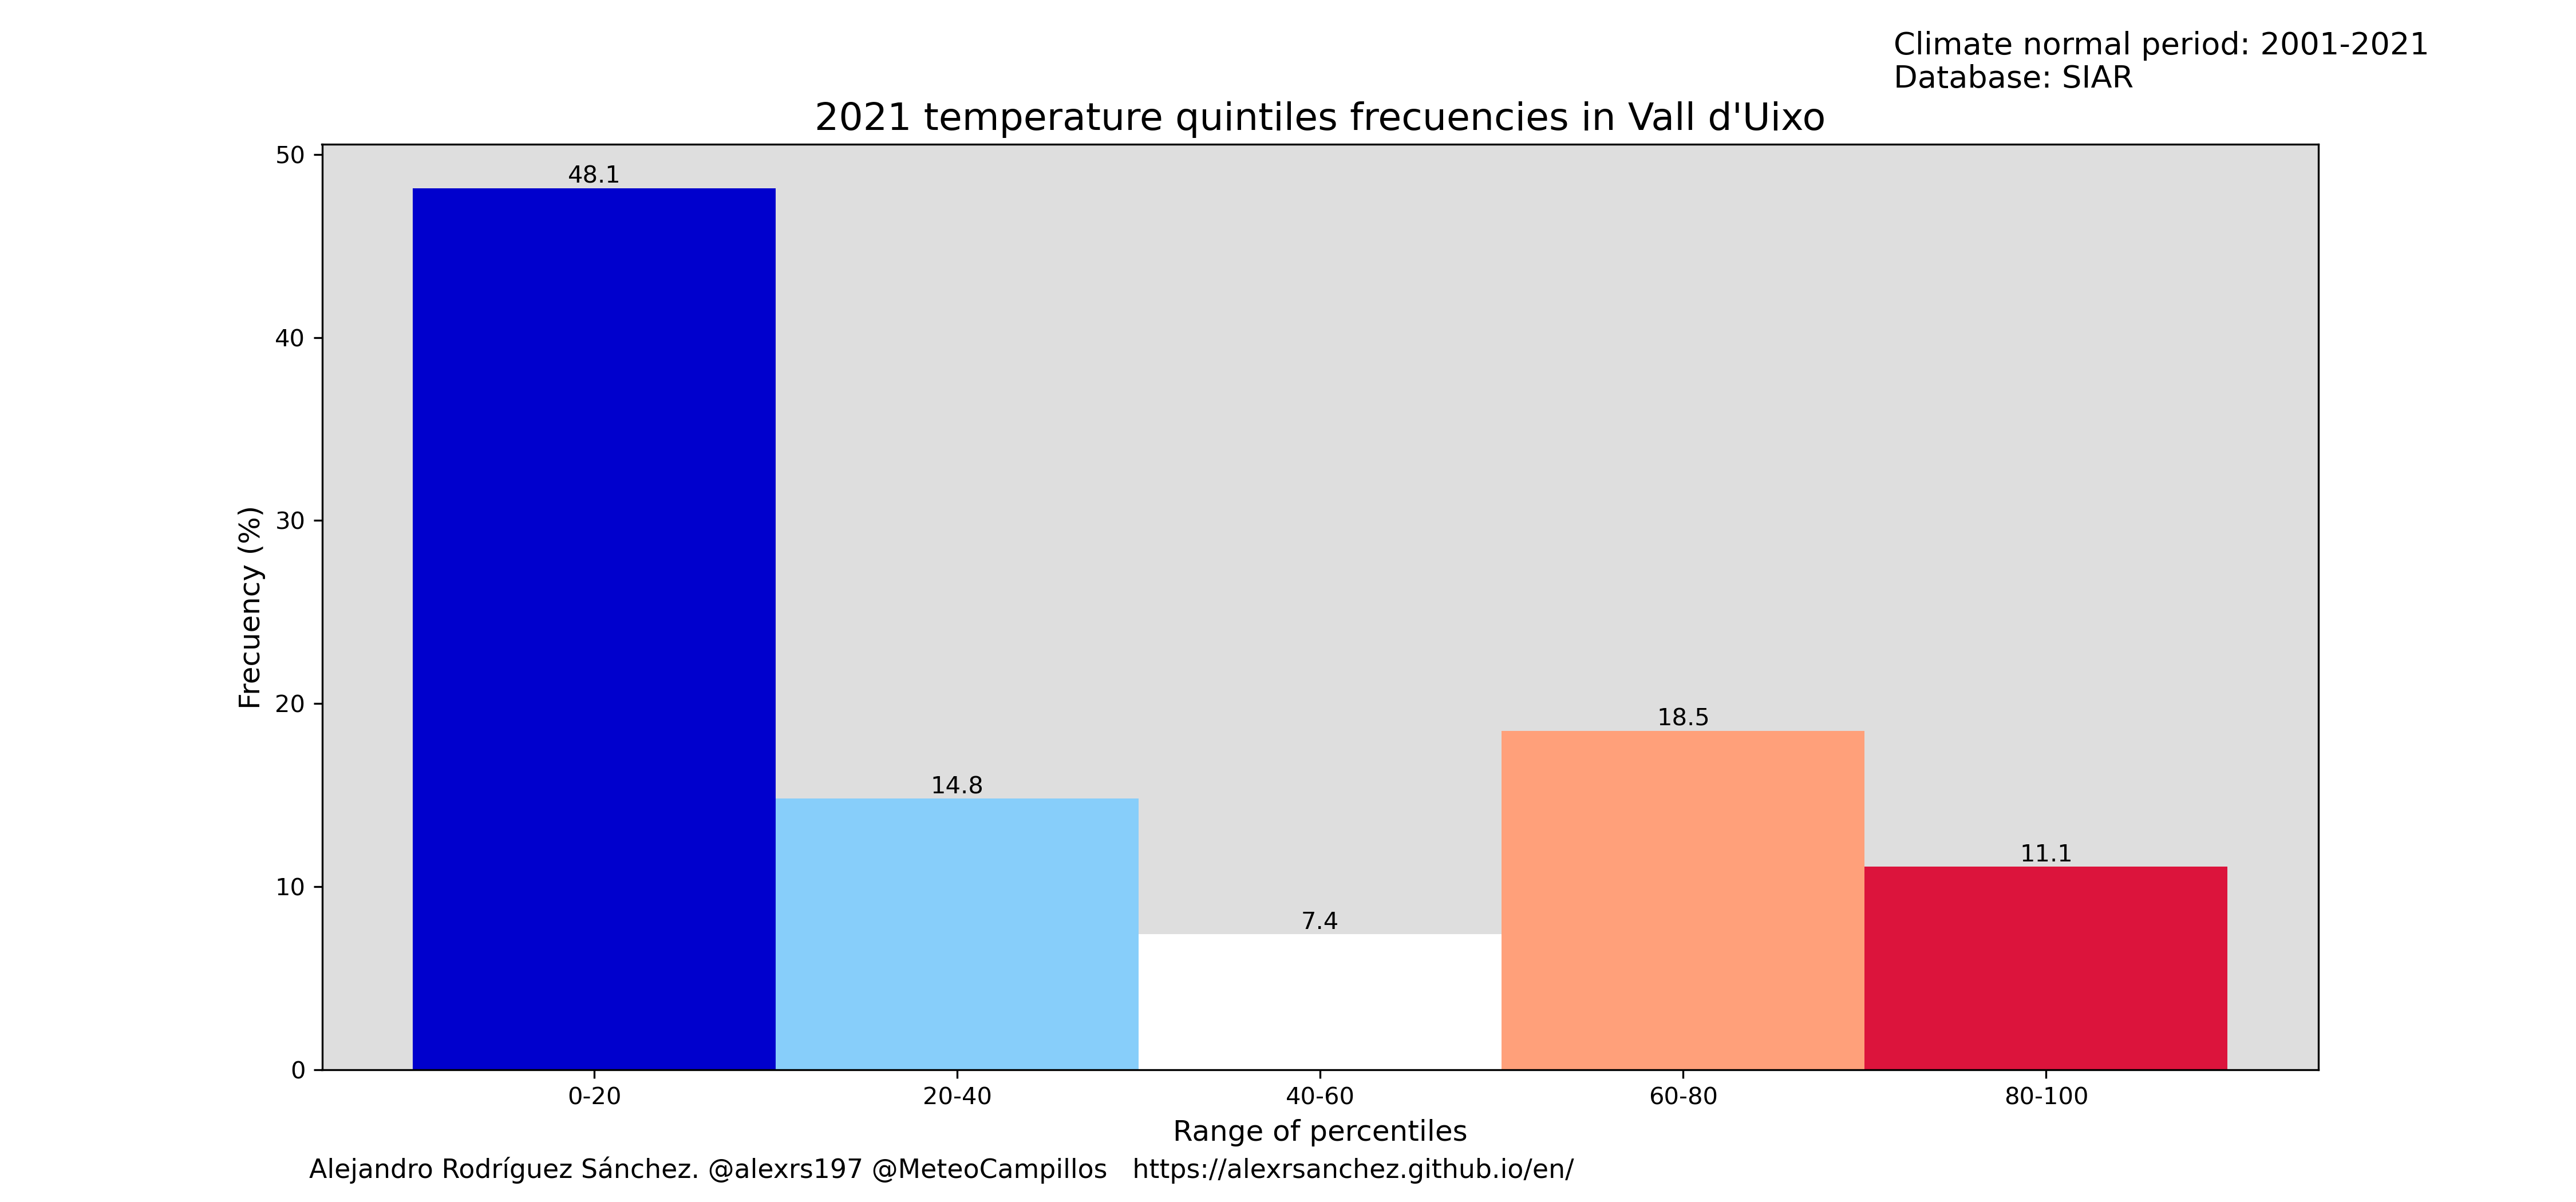 Climate normal period: 2001-2021
Database: SIAR
2021 temperature quintiles frecuencies in Vall d'Uixo
50
48.1
40
30
Frecuency (%)
20
18.5
14.8
11.1
10
7.4
0
0-20
20-40
40-60
60-80
80-100
Range of percentiles
Alejandro Rodríguez Sánchez. @alexrs197 @MeteoCampillos https://alexrsanchez.github.io/en/